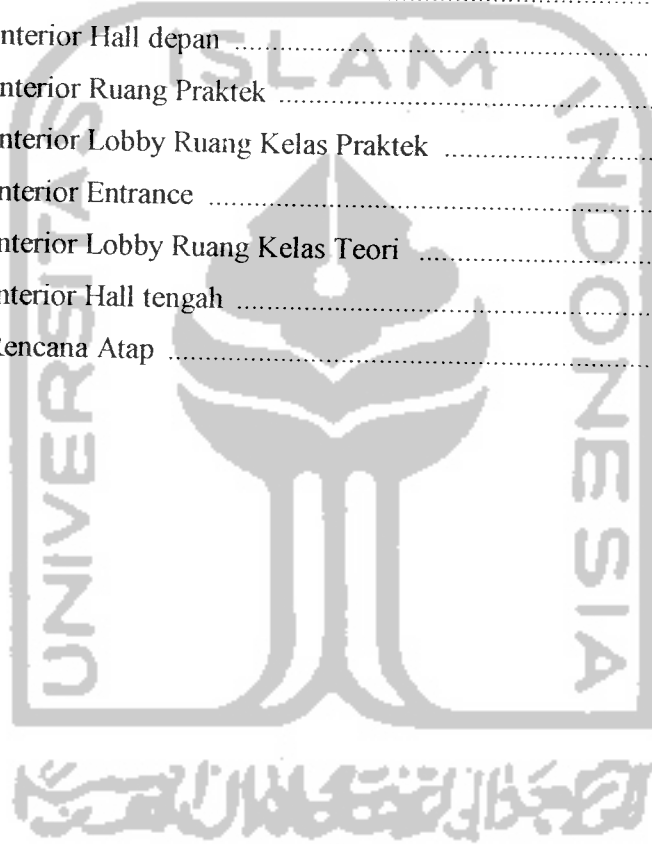 nterior Hall depan ........................................
nterior Ruang Praktek ........................................
nterior Lobby Ruang Kelas Praktek ........................................
nterior Entrance ........................................
nterior Lobby Ruang Kelas Teori ........................................
nterior Hall tengah ........................................
Rencana Atap ........................................
UNIVERSITAS
ISLAM
INDONESIA